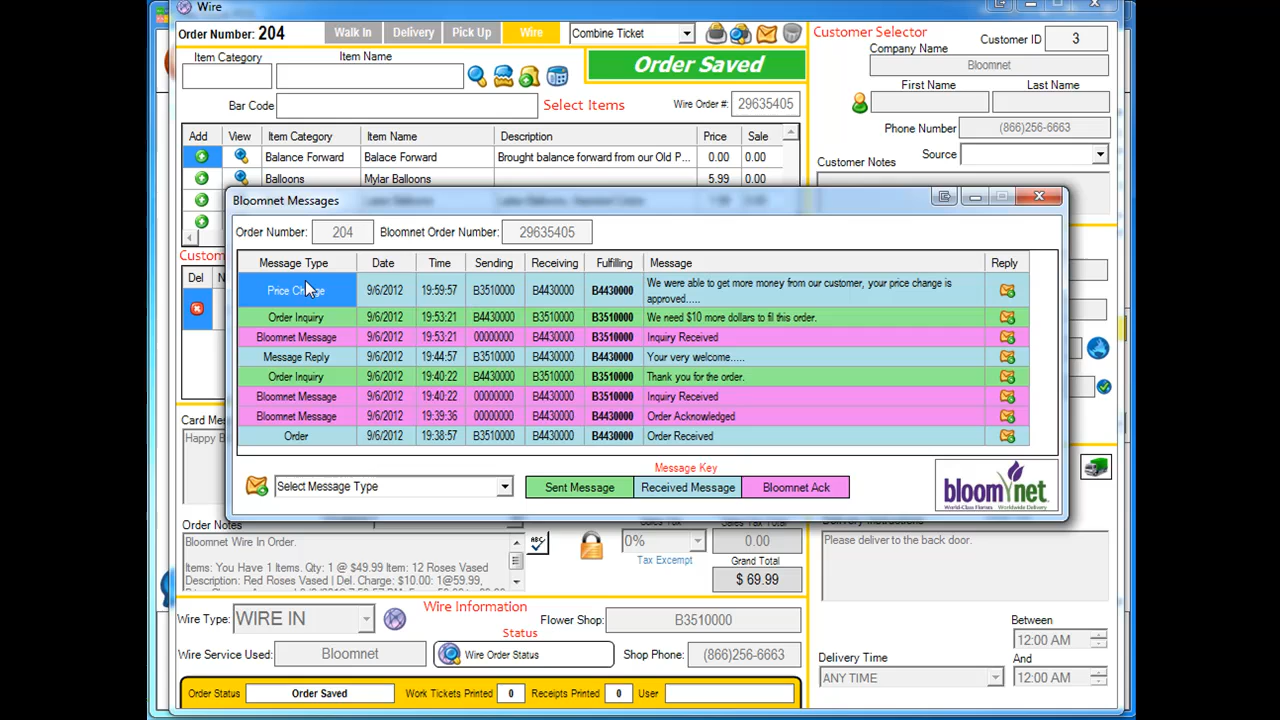 Wire
Order Number: 204
Walk In
Delivery
Pick Up
Wire
Combine Ticket
Customer Selector
Customer ID
3
Company Name
Bloomnet
Item Category
Item Name
Order Saved
First Name
Last Name
Bar Code
Select Items
Wire Order #:
29635405
Phone Number
(866)256-6663
Add
View
Item Category
Item Name
Description
Price
Sale
Source
Balance Forward
Balace Forward
Brought balance forward from our Old P...
0.00
0.00
Customer Notes
Balloons
Mylar Balloons
5.99
0.00
Bloomnet Messages
Order Number:
204
Bloomnet Order Number:
29635405
Custom
Del
N
Message Type Date Time Sending Receiving Fulfilling Message Reply
Price Change 9/6/2012 19:59:57 B3510000 B4430000 B4430000 We were able to get more money from our customer, your price change is
approved.....
Order Inquiry 9/6/2012 19:53:21 B4430000 B3510000 B3510000 We need $10 more dollars to fil this order.
Bloomnet Message 9/6/2012 19:53:21 00000000 B4430000 B3510000 Inquiry Received
Message Reply 9/6/2012 19:44:57 B3510000 B4430000 B3510000 Your very welcome.....
Order Inquiry 9/6/2012 19:40:22 B4430000 B3510000 B3510000 Thank you for the order.
Bloomnet Message 9/6/2012 19:40:22 00000000 B4430000 B3510000 Inquiry Received
Bloomnet Message 9/6/2012 19:39:36 00000000 B4430000 B4430000 Order Acknowledged
Order 9/6/2012 19:38:57 B3510000 B4430000 B4430000 Order Received
Card Mes
Happy B
Message Key
Select Message Type
Sent Message
Received Message
Bloomnet Ack
bloomnet
World-Class Florists Worldwide Delivery
Order Notes
Bloomnet Wire In Order.
Items: You Have 1 Items. Qty: 1 @ $49.99 Item: 12 Roses Vased
Description: Red Roses Vased | Del. Charge: $10.00: 1@59.99,
ABC
Sales Tax
Sales Tax Total
0%
0.00
Tax Excempt
Grand Total
$ 69.99
Delivery Instructions
Please deliver to the back door.
Wire Information
Wire Type:
WIRE IN
Flower Shop:
B3510000
Status
Wire Service Used:
Bloomnet
Wire Order Status
Shop Phone:
(866)256-6663
Between
12:00 AM
Delivery Time
And
ANY TIME
12:00 AM
Order Status
Order Saved
Work Tickets Printed
0
Receipts Printed
0
User